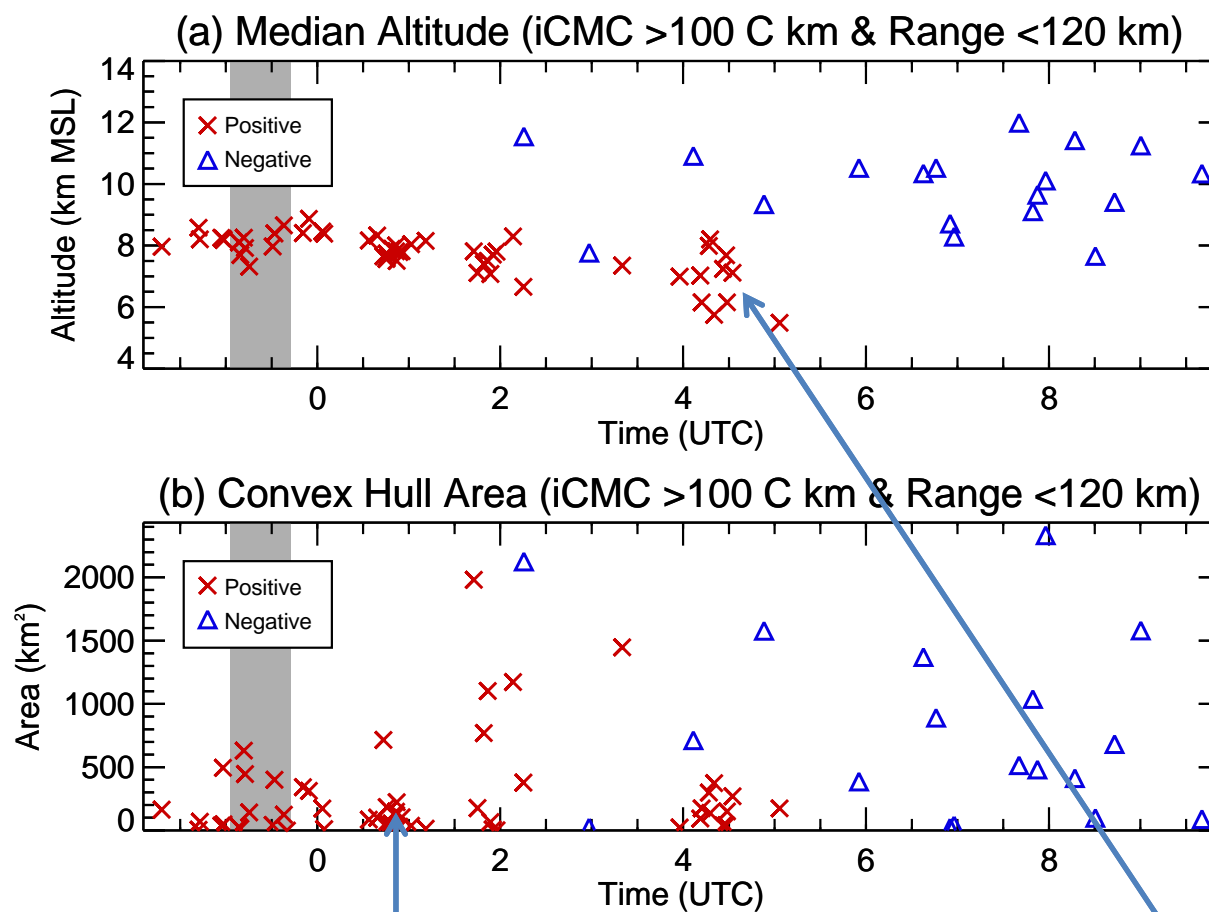 (a) Median Altitude (iCMC >100 C km & Range <120 km)
14
12
10
8
6
4
Altitude (km MSL)
Positive
Negative
0 2 4 6 8
Time (UTC)
(b) Convex Hull Area (iCMC >100 C km & Range <120 km)
2000
1500
1000
500
0
Area (km²)
Positive
Negative
0 2 4 6 8
Time (UTC)